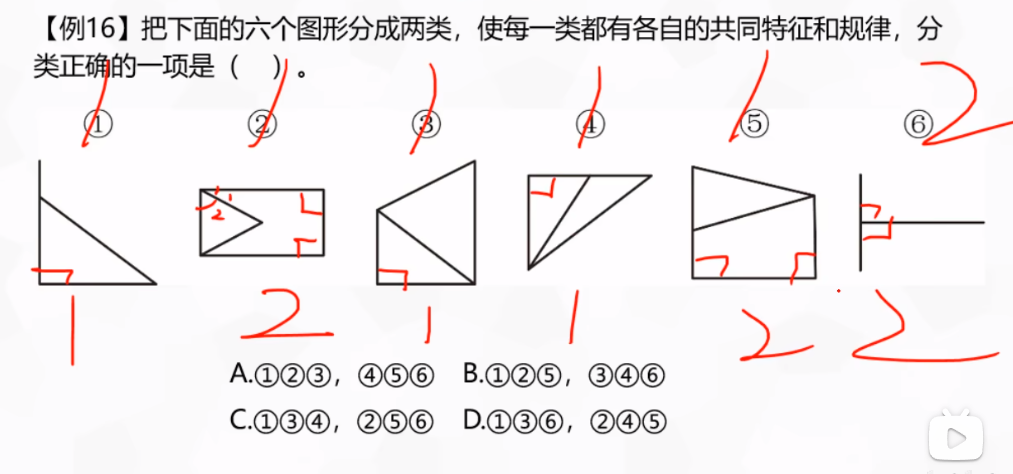 【例16】把下面的六个图形分成两类，使每一类都有各自的共同特征和规律，分
类正确的一项是（ ）。
1 1 1 1 1 2
① ② ③ ④ ⑤ ⑥
1
2
1 2 1 1 2 2
A.①②③，④⑤⑥ B.①②⑤，③④⑥
C.①③④，②⑤⑥ D.①③⑥，②④⑤